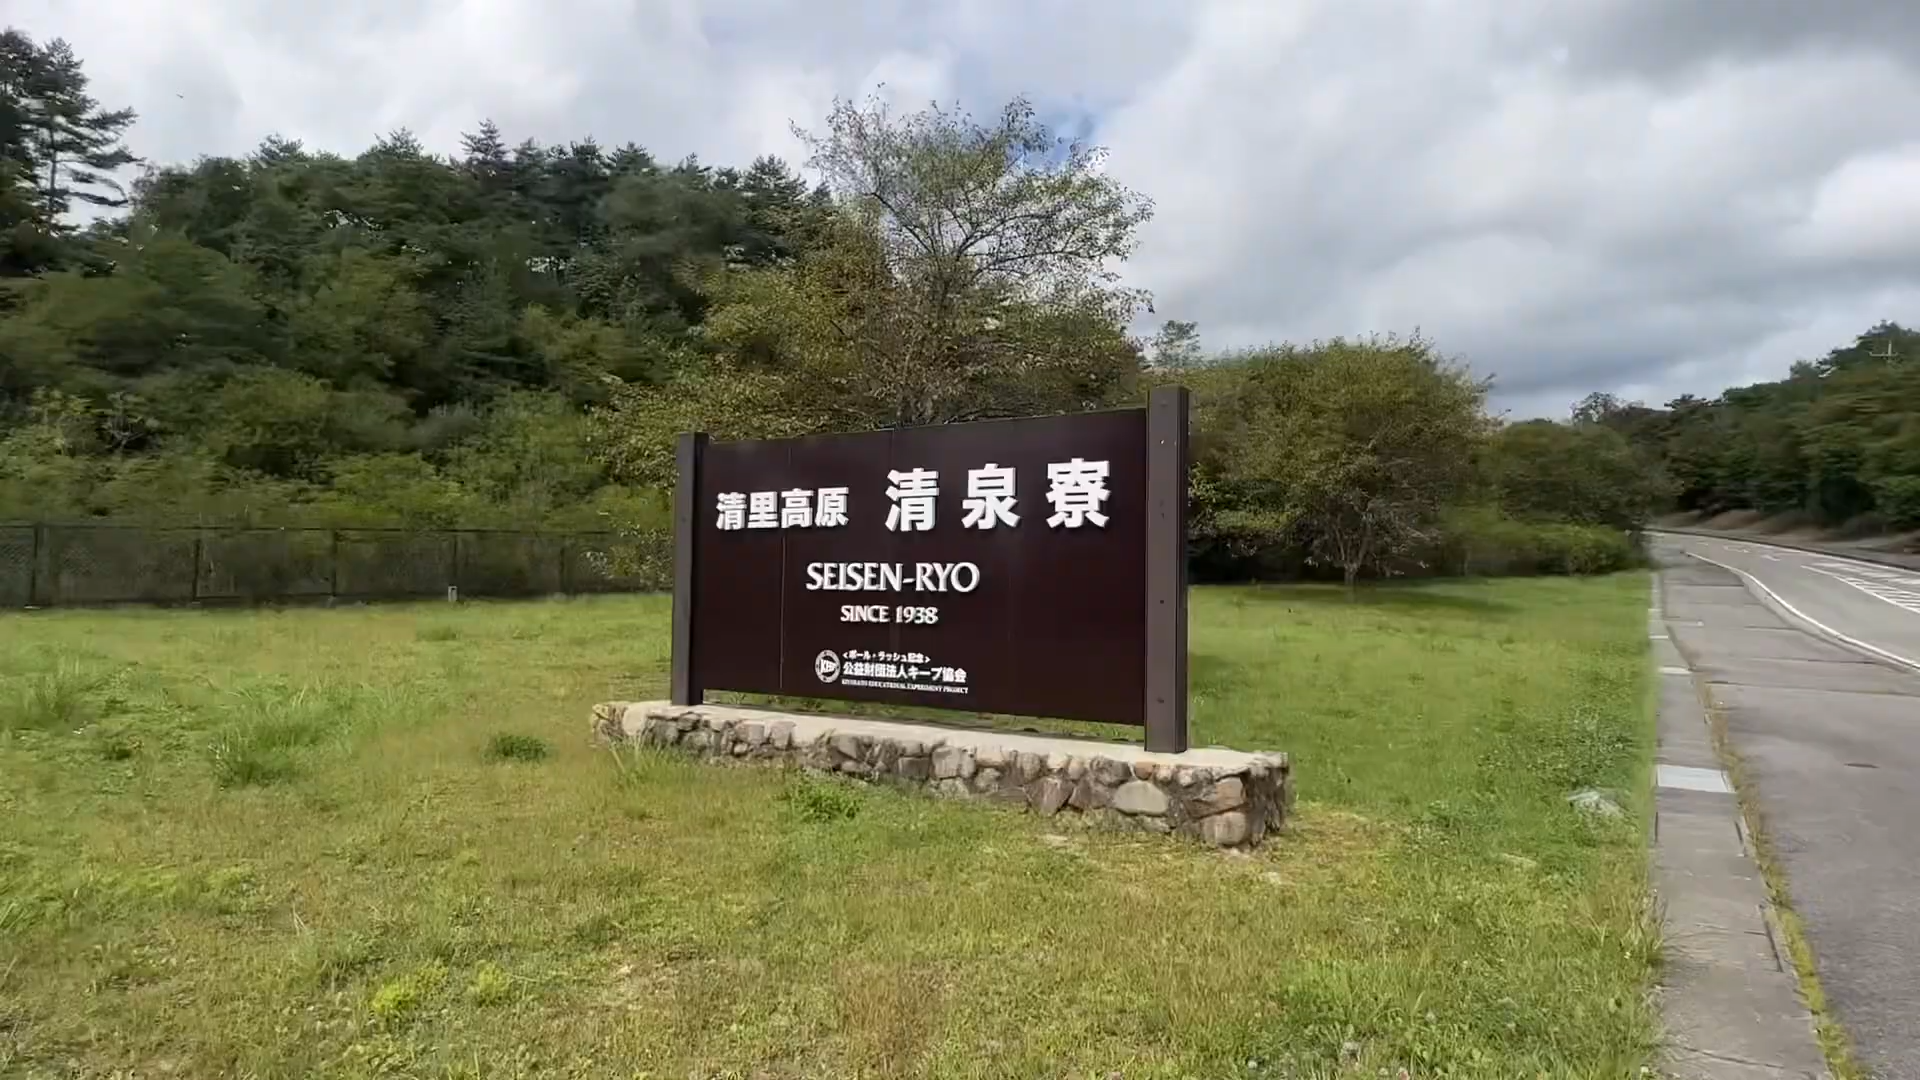 清里高原 清泉寮
SEISEN-RYO
SINCE 1938
<ポール・ラッシュ記念>
公益財団法人キープ協会
KIYOSATO EDUCATIONAL EXPERIMENT PROJECT
KEEP